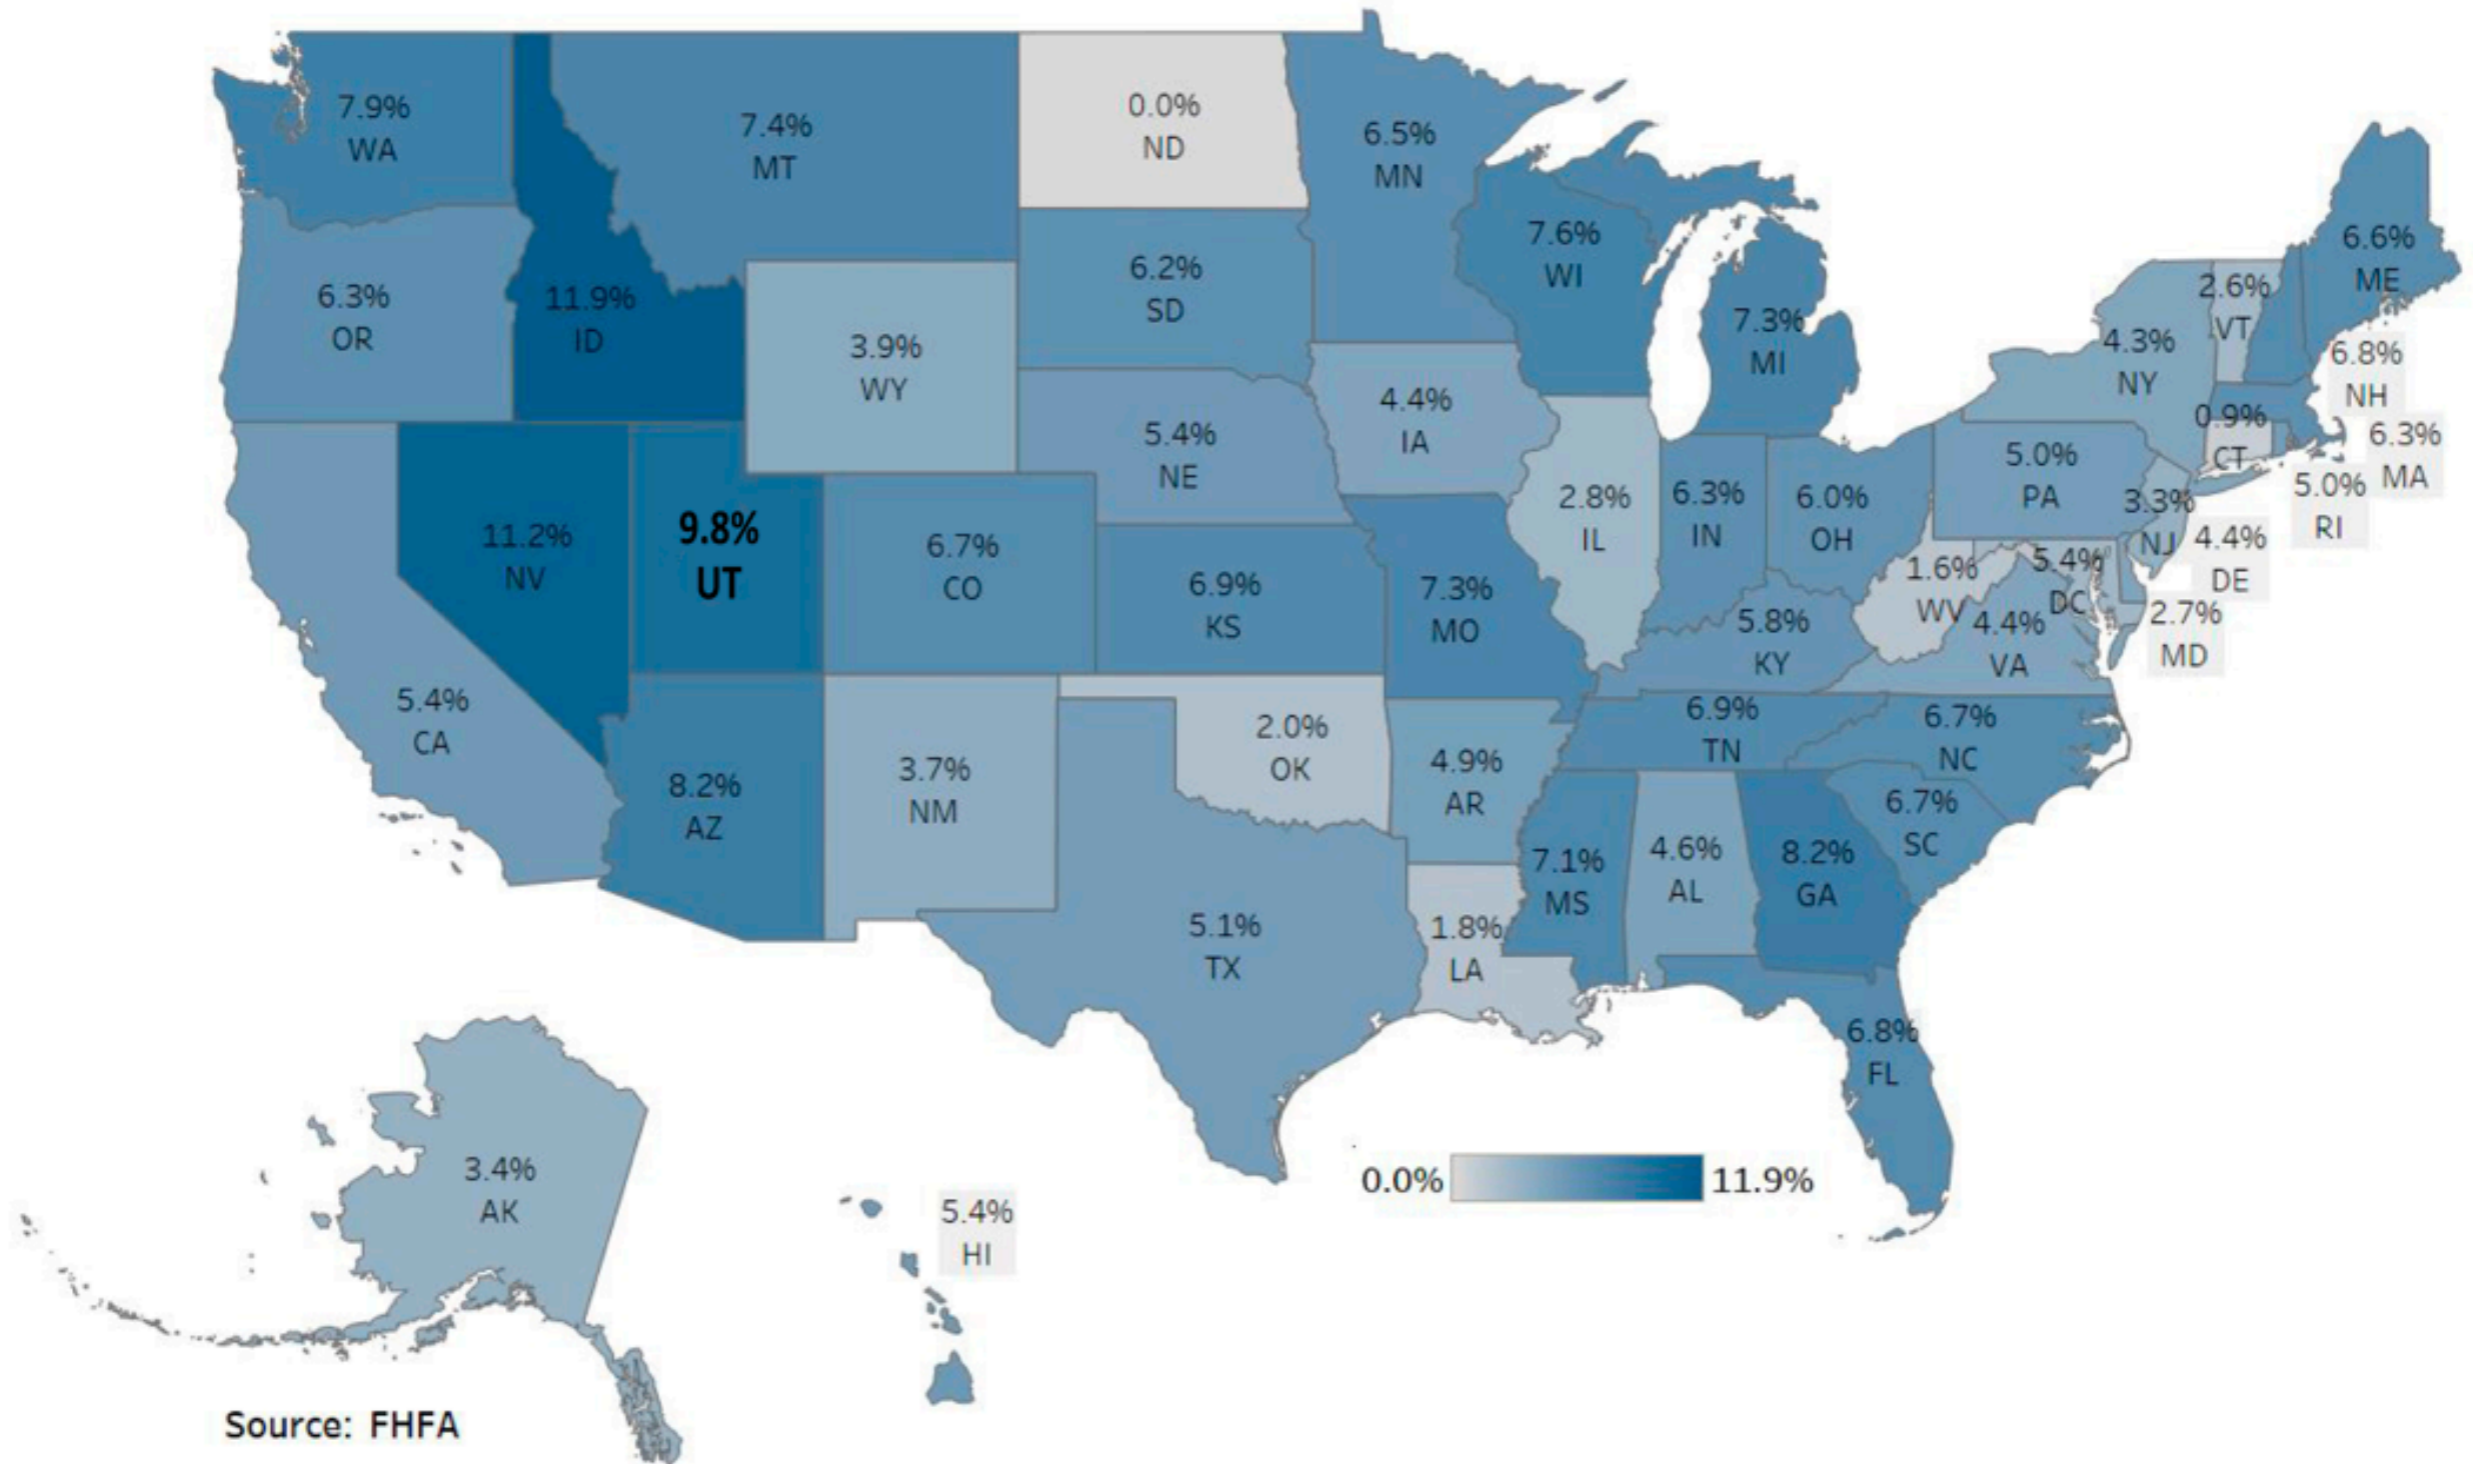 7.9%
WA
7.4%
MT
0.0%
ND
6.5%
MN
7.6%
WI
7.3%
MI
6.6%
ME
2.6%
VT
6.8%
NH
4.3%
NY
6.3%
OR
11.9%
ID
3.9%
WY
6.2%
SD
4.4%
IA
5.4%
NE
0.9%
CT
6.3%
MA
5.0%
RI
5.0%
PA
3.3%
NJ
4.4%
DE
2.8%
IL
6.3%
IN
6.0%
OH
1.6%
WV
5.4%
DC
2.7%
MD
4.4%
VA
11.2%
NV
9.8%
UT
6.7%
CO
6.9%
KS
7.3%
MO
5.8%
KY
5.4%
CA
8.2%
AZ
3.7%
NM
2.0%
OK
4.9%
AR
6.9%
TN
6.7%
NC
6.7%
SC
7.1%
MS
4.6%
AL
8.2%
GA
5.1%
TX
1.8%
LA
6.8%
FL
3.4%
AK
5.4%
HI
0.0% 11.9%
Source: FHFA